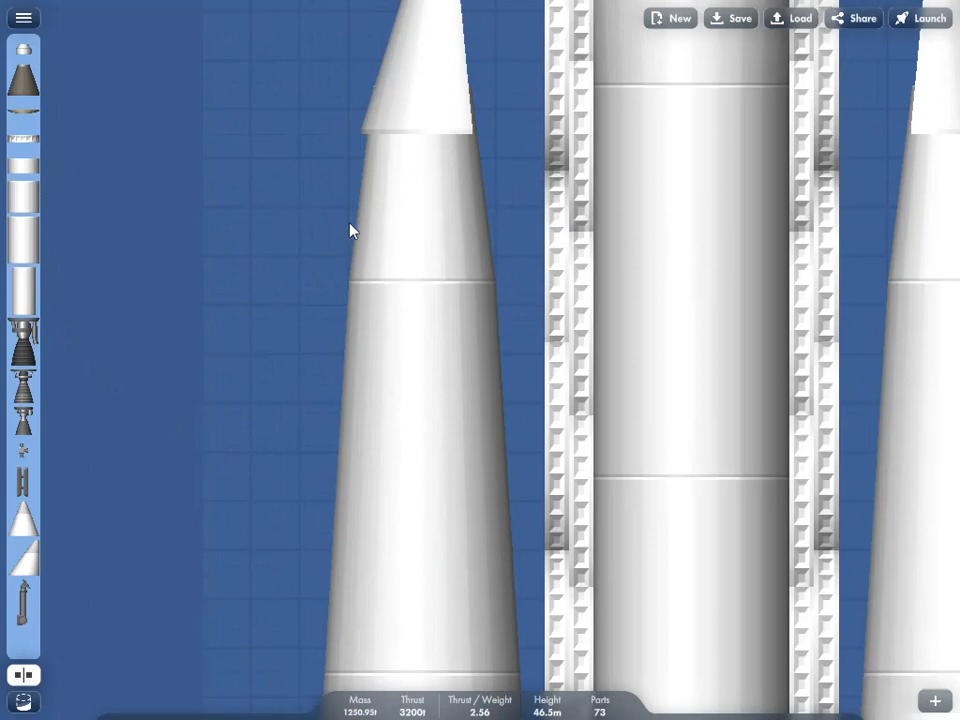 New Save Load Share Launch
Mass Thrust Thrust / Weight Height Parts
1250.95t 3200t 2.56 46.5m 73